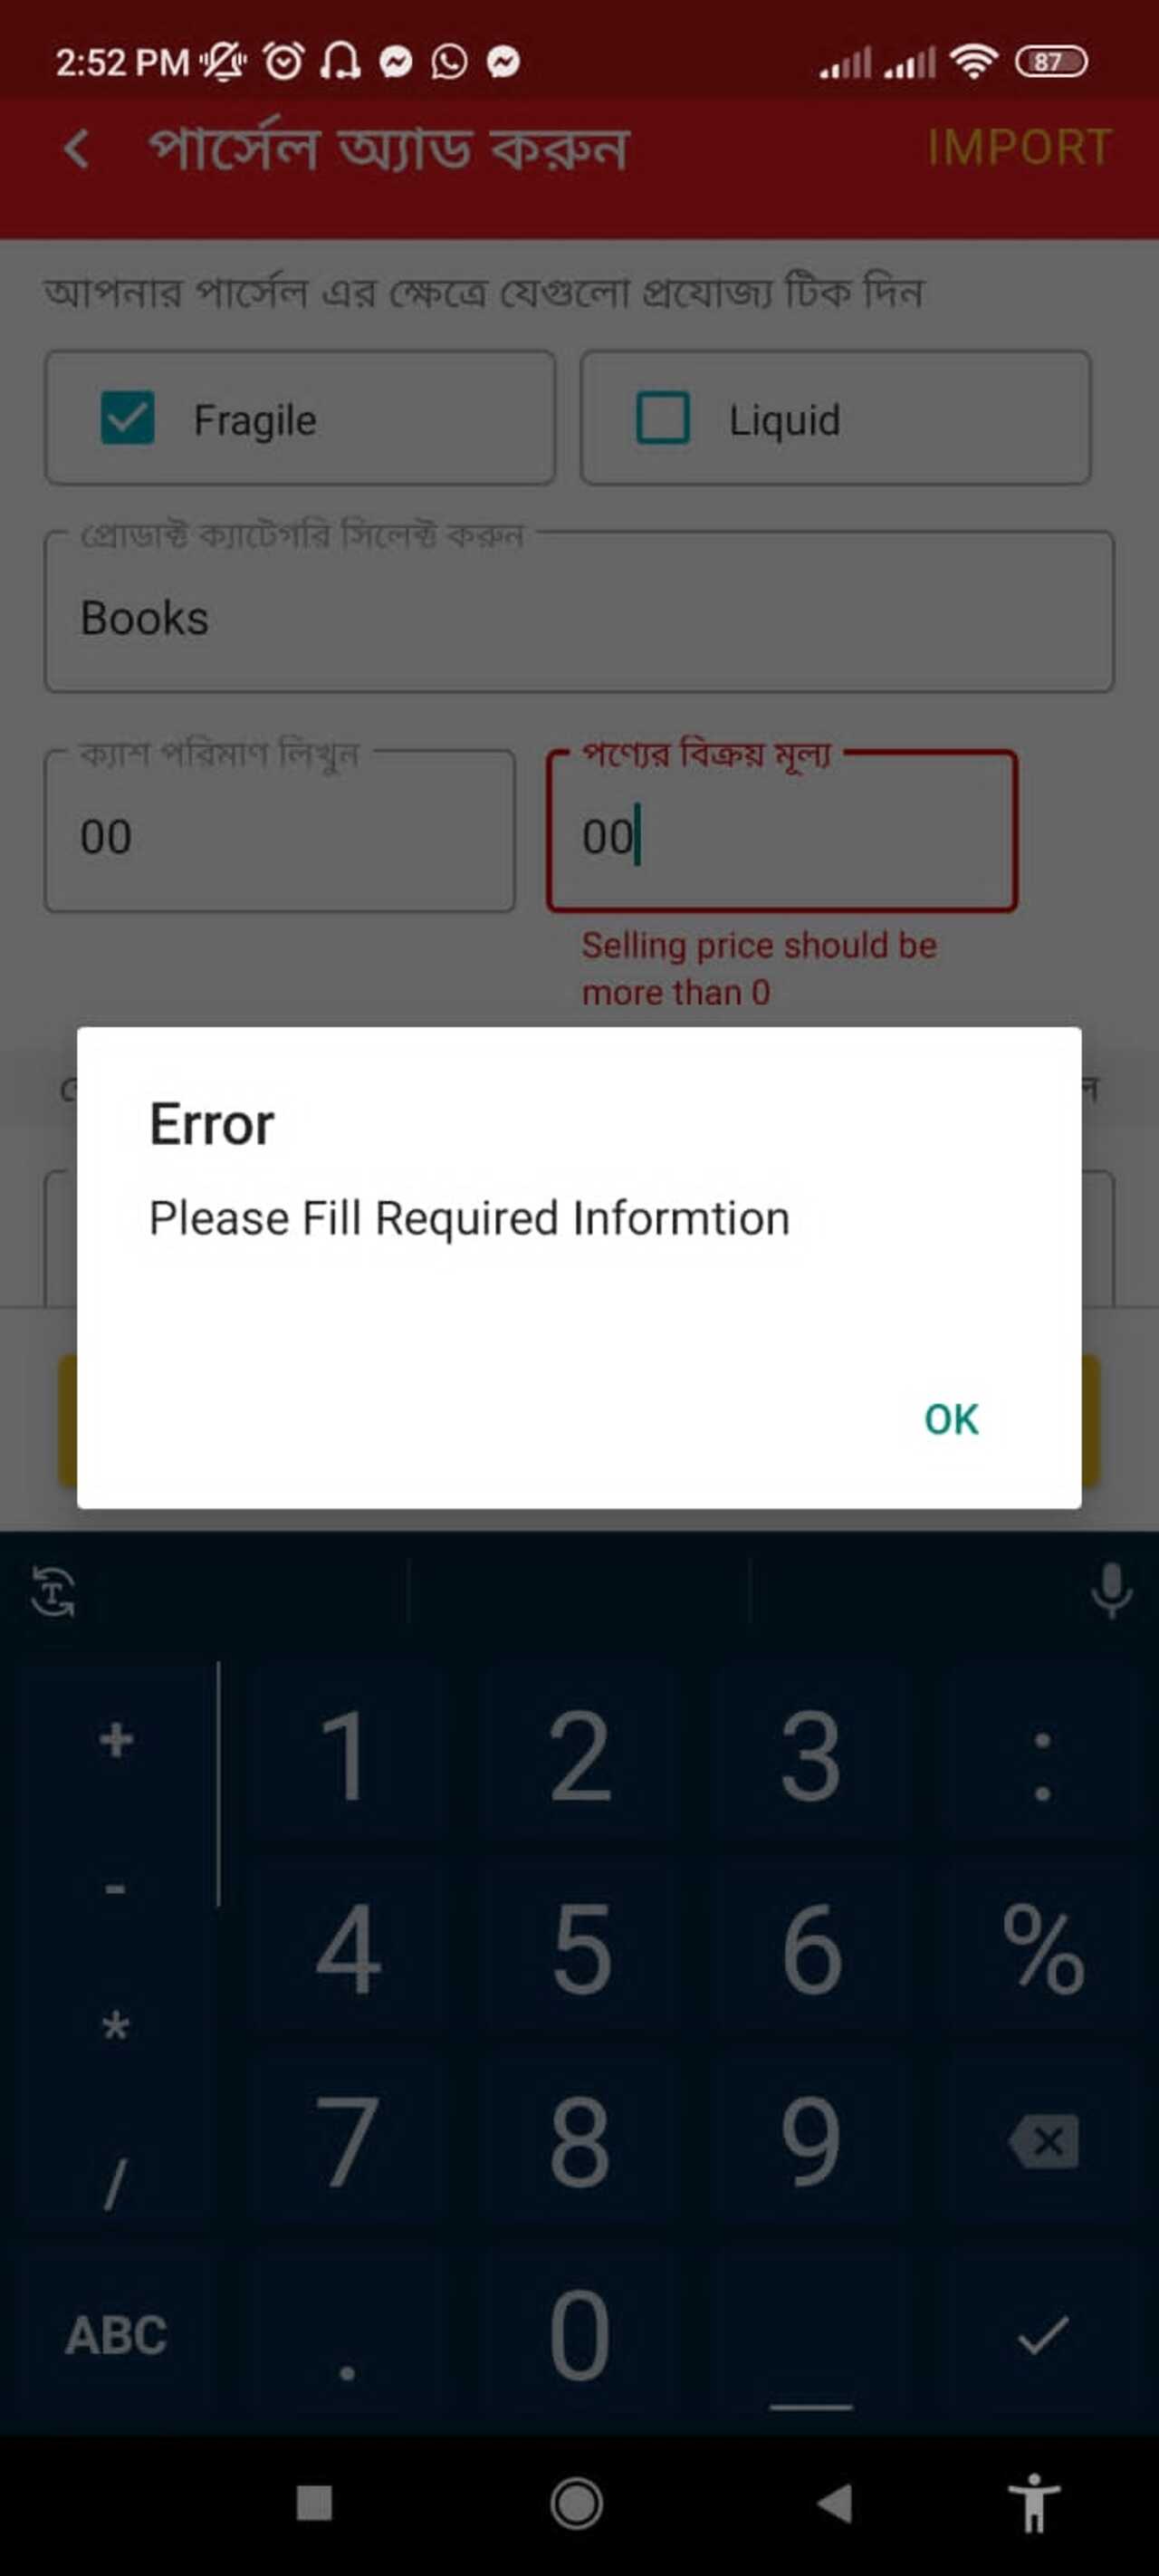 2:52 PM 87
পার্সেল অ্যাড করুন IMPORT
আপনার পার্সেল এর ক্ষেত্রে যেগুলো প্রযোজ্য টিক দিন
Fragile Liquid
প্রোডাক্ট ক্যাটেগরি সিলেক্ট করুন
Books
ক্যাশ পরিমাণ লিখুন পণ্যের বিক্রয় মূল্য
00 00
Selling price should be
more than 0
Error
Please Fill Required Informtion
OK
+ 1 2 3 :
-
4 5 6 %
*
7 8 9
/
ABC . 0